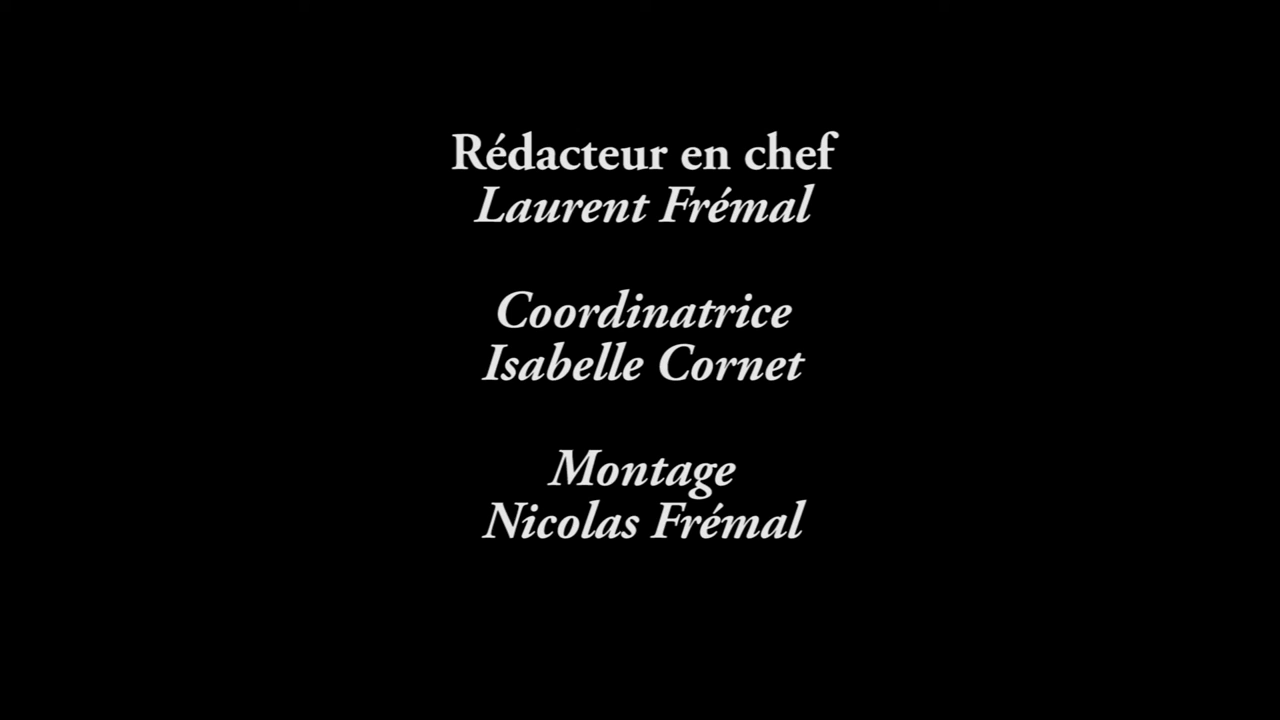 Rédacteur en chef
Laurent Frémal
Coordinatrice
Isabelle Cornet
Montage
Nicolas Frémal